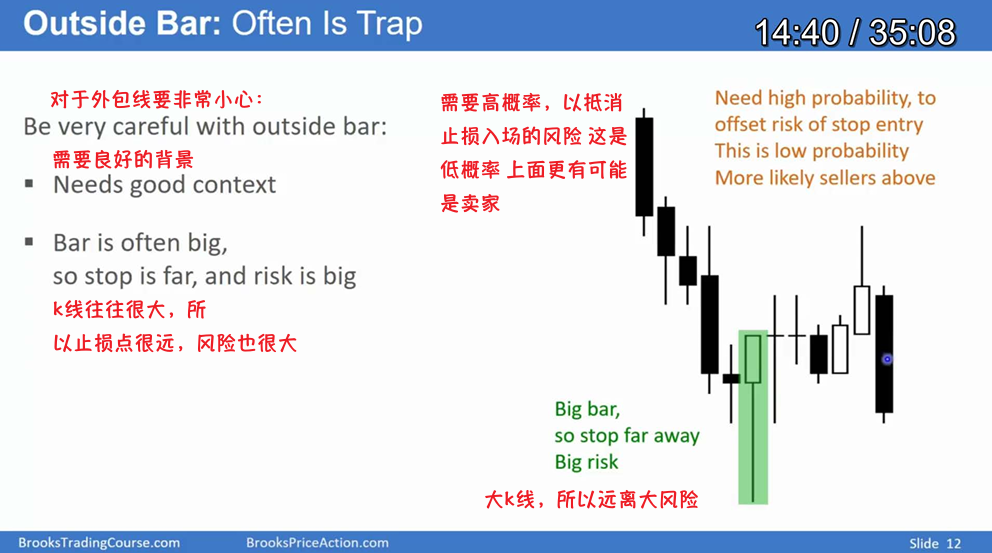 Outside Bar: Often Is Trap
14:40 / 35:08
对于外包线要非常小心：
Be very careful with outside bar:
需要良好的背景
▪ Needs good context
▪ Bar is often big,
so stop is far, and risk is big
k线往往很大，所
以止损点很远，风险也很大
需要高概率，以抵消
止损入场的风险 这是
低概率 上面更有可能
是卖家
Need high probability, to
offset risk of stop entry
This is low probability
More likely sellers above
Big bar,
so stop far away
Big risk
大k线，所以远离大风险
BrooksTradingCourse.com
BrooksPriceAction.com
Slide 12